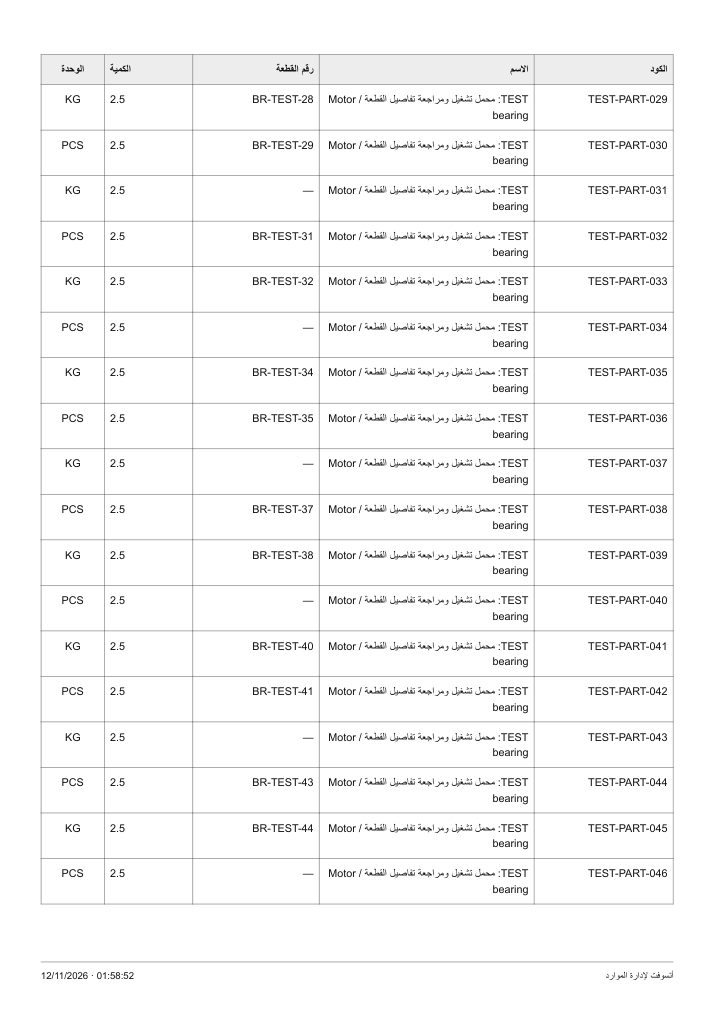 الكود الاسم رقم القطعة الكمية الوحدة
TEST-PART-029 TEST: محمل تشغيل ومراجعة تفاصيل القطعة / Motor BR-TEST-28 2.5 KG
bearing
TEST-PART-030 TEST: محمل تشغيل ومراجعة تفاصيل القطعة / Motor BR-TEST-29 2.5 PCS
bearing
TEST-PART-031 TEST: محمل تشغيل ومراجعة تفاصيل القطعة / Motor — 2.5 KG
bearing
TEST-PART-032 TEST: محمل تشغيل ومراجعة تفاصيل القطعة / Motor BR-TEST-31 2.5 PCS
bearing
TEST-PART-033 TEST: محمل تشغيل ومراجعة تفاصيل القطعة / Motor BR-TEST-32 2.5 KG
bearing
TEST-PART-034 TEST: محمل تشغيل ومراجعة تفاصيل القطعة / Motor — 2.5 PCS
bearing
TEST-PART-035 TEST: محمل تشغيل ومراجعة تفاصيل القطعة / Motor BR-TEST-34 2.5 KG
bearing
TEST-PART-036 TEST: محمل تشغيل ومراجعة تفاصيل القطعة / Motor BR-TEST-35 2.5 PCS
bearing
TEST-PART-037 TEST: محمل تشغيل ومراجعة تفاصيل القطعة / Motor — 2.5 KG
bearing
TEST-PART-038 TEST: محمل تشغيل ومراجعة تفاصيل القطعة / Motor BR-TEST-37 2.5 PCS
bearing
TEST-PART-039 TEST: محمل تشغيل ومراجعة تفاصيل القطعة / Motor BR-TEST-38 2.5 KG
bearing
TEST-PART-040 TEST: محمل تشغيل ومراجعة تفاصيل القطعة / Motor — 2.5 PCS
bearing
TEST-PART-041 TEST: محمل تشغيل ومراجعة تفاصيل القطعة / Motor BR-TEST-40 2.5 KG
bearing
TEST-PART-042 TEST: محمل تشغيل ومراجعة تفاصيل القطعة / Motor BR-TEST-41 2.5 PCS
bearing
TEST-PART-043 TEST: محمل تشغيل ومراجعة تفاصيل القطعة / Motor — 2.5 KG
bearing
TEST-PART-044 TEST: محمل تشغيل ومراجعة تفاصيل القطعة / Motor BR-TEST-43 2.5 PCS
bearing
TEST-PART-045 TEST: محمل تشغيل ومراجعة تفاصيل القطعة / Motor BR-TEST-44 2.5 KG
bearing
TEST-PART-046 TEST: محمل تشغيل ومراجعة تفاصيل القطعة / Motor — 2.5 PCS
bearing
أتسوفت لإدارة الموارد 12/11/2026 · 01:58:52